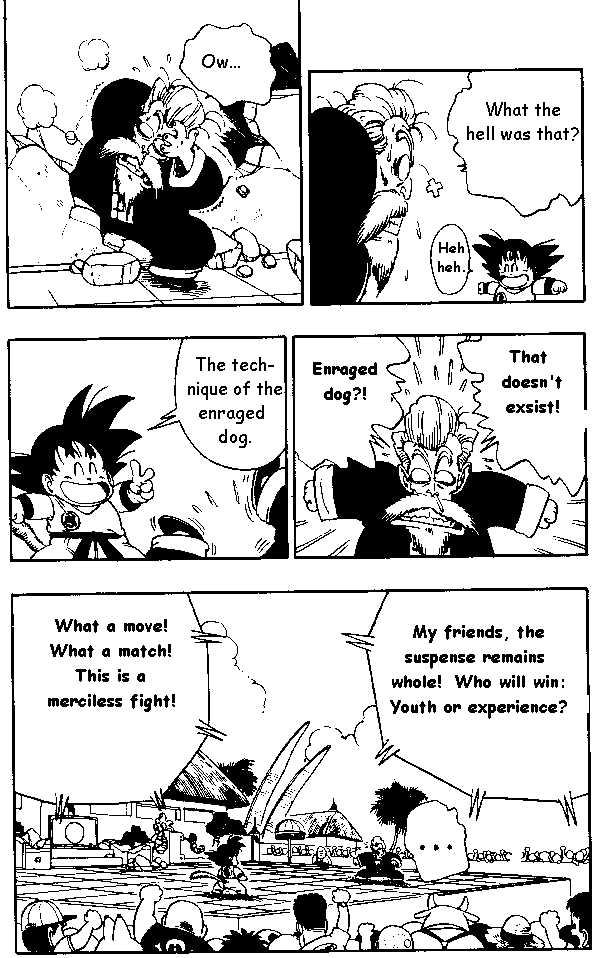 Ow...
What the
hell was that?
Heh
heh...
The tech-
nique of the
enraged
dog.
Enraged
dog?!
That
doesn't
exsist!
What a move!
What a match!
This is a
merciless fight!
My friends, the
suspense remains
whole! Who will win:
Youth or experience?
...